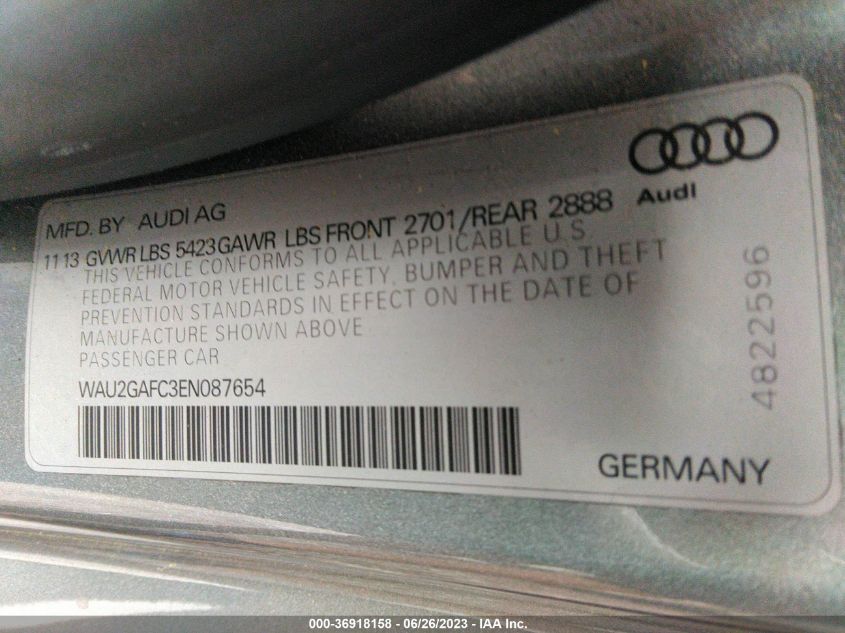 MFD. BY AUDI AG
Audi
11 13 GVWR LBS 5423 GAWR LBS FRONT 2701/REAR 2888
THIS VEHICLE CONFORMS TO ALL APPLICABLE U.S.
FEDERAL MOTOR VEHICLE SAFETY, BUMPER AND THEFT
PREVENTION STANDARDS IN EFFECT ON THE DATE OF
MANUFACTURE SHOWN ABOVE
PASSENGER CAR
WAU2GAFC3EN087654
4822596
GERMANY
000-36918158 - 06/26/2023 - IAA Inc.